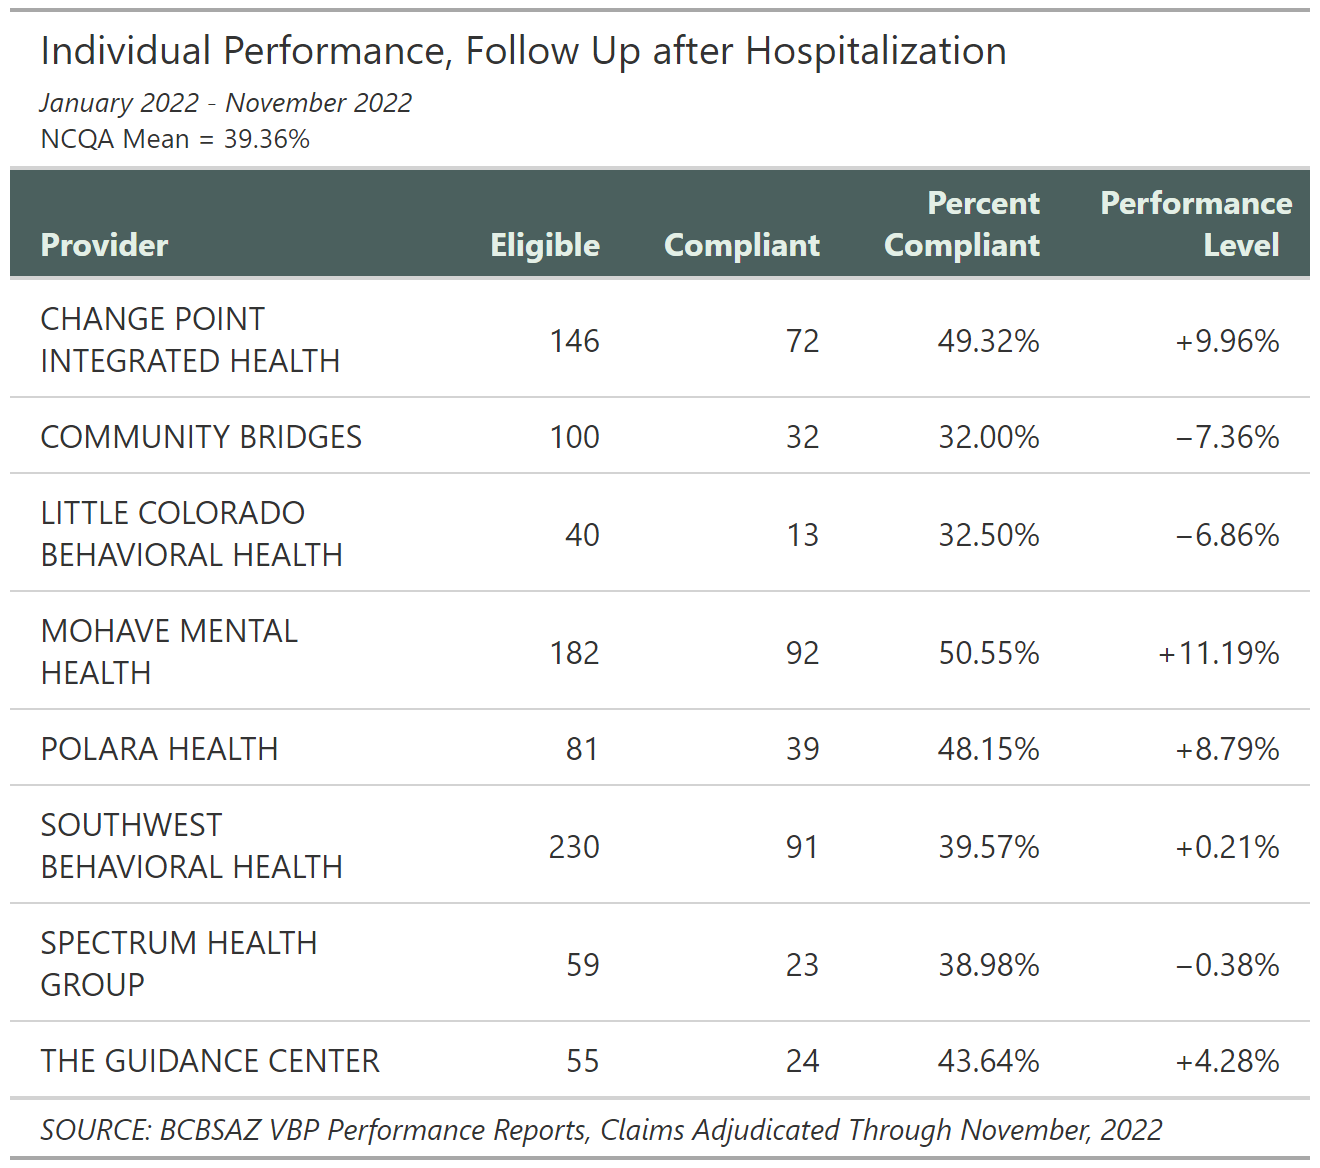 Individual Performance, Follow Up after Hospitalization
January 2022 - November 2022
NCQA Mean = 39.36%
Provider Eligible Compliant Percent Compliant Performance Level
CHANGE POINT
INTEGRATED HEALTH 146 72 49.32% +9.96%
COMMUNITY BRIDGES 100 32 32.00% −7.36%
LITTLE COLORADO
BEHAVIORAL HEALTH 40 13 32.50% −6.86%
MOHAVE MENTAL
HEALTH 182 92 50.55% +11.19%
POLARA HEALTH 81 39 48.15% +8.79%
SOUTHWEST
BEHAVIORAL HEALTH 230 91 39.57% +0.21%
SPECTRUM HEALTH
GROUP 59 23 38.98% −0.38%
THE GUIDANCE CENTER 55 24 43.64% +4.28%
SOURCE: BCBSAZ VBP Performance Reports, Claims Adjudicated Through November, 2022